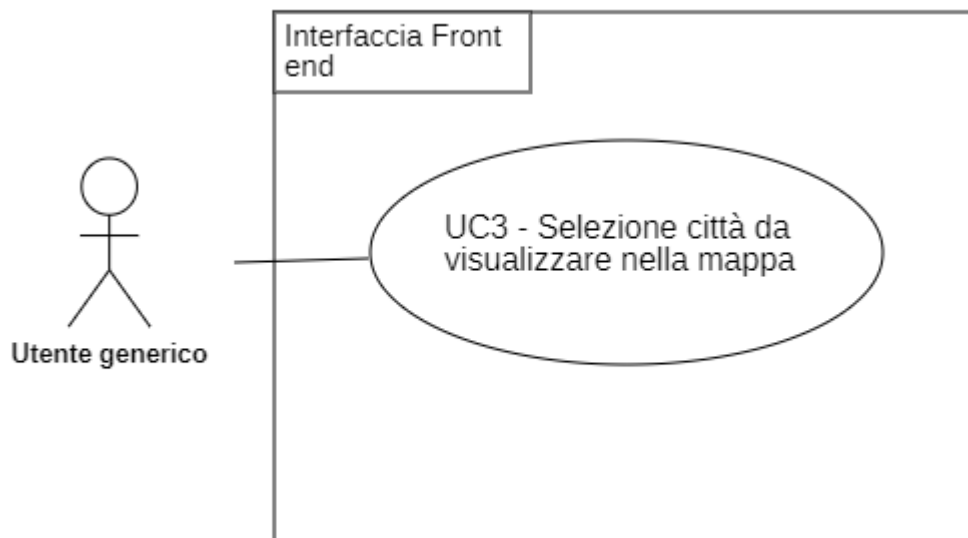 Interfaccia Front
end
UC3 - Selezione città da
visualizzare nella mappa
Utente generico